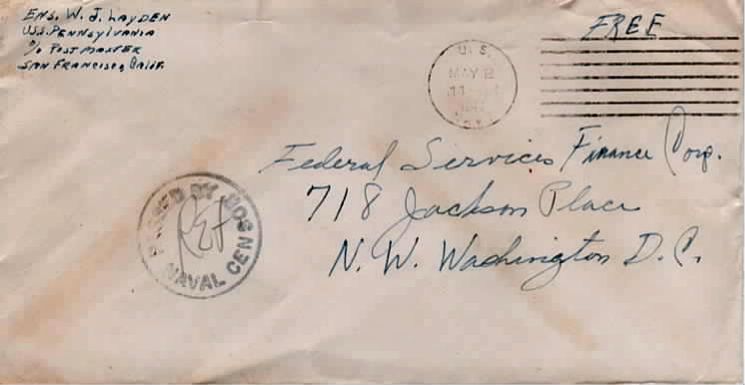 Ens. W. J. Layden
U.S.S. Pennsylvania
c/o Post Master
San Francisco, Calif.
FREE
U. S.
MAY 2
Federal Services Finance Corp.
718 Jackson Place
N. W. Washington D. C.
PASSED BY
NAVAL CEN